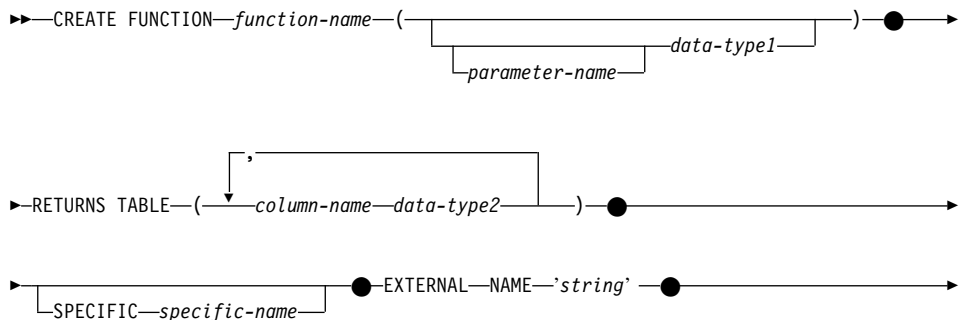 CREATE FUNCTION function-name ( )
data-type1
parameter-name
,
RETURNS TABLE ( column-name data-type2 )
EXTERNAL NAME ’string’
SPECIFIC specific-name